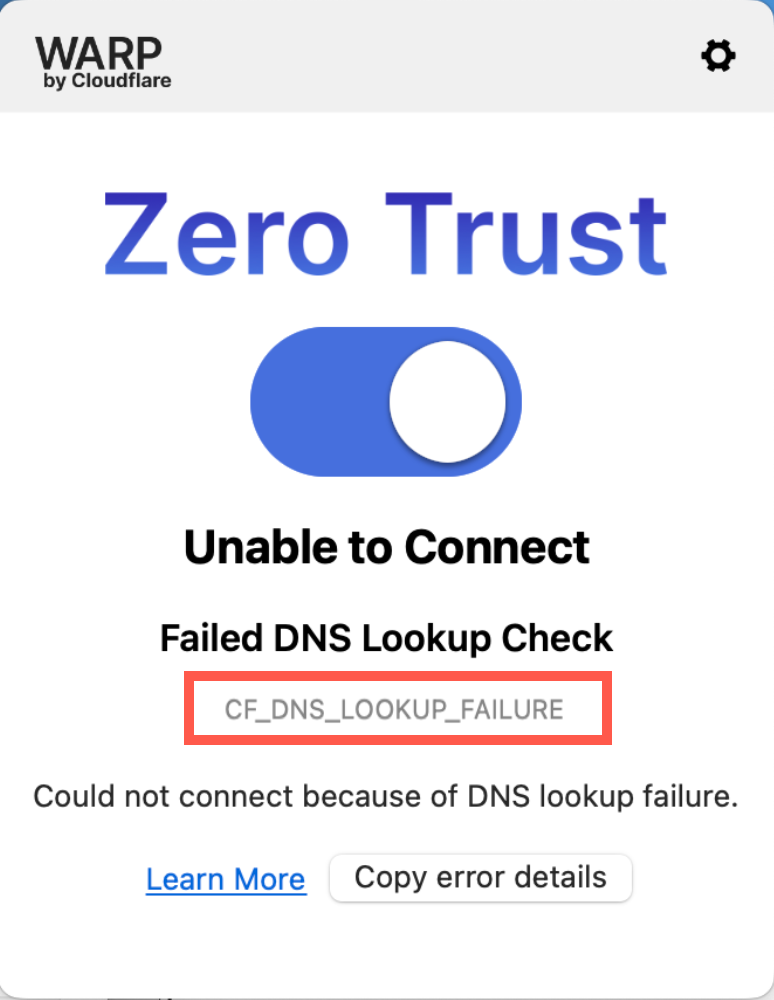 WARP
by Cloudflare
Zero Trust
Unable to Connect
Failed DNS Lookup Check
CF_DNS_LOOKUP_FAILURE
Could not connect because of DNS lookup failure.
Learn More Copy error details